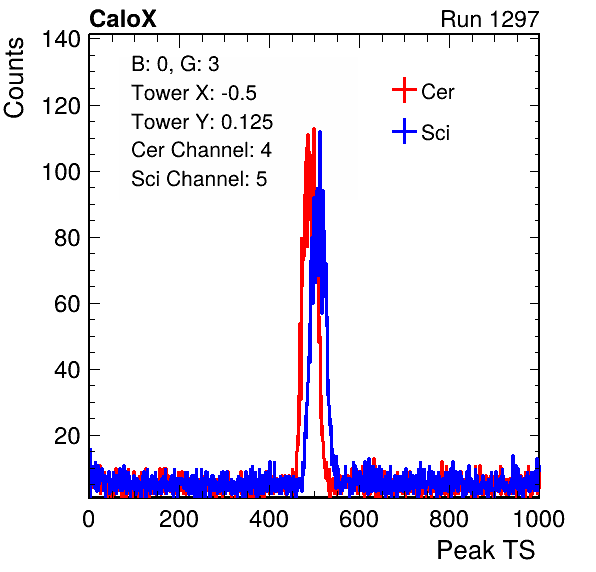 CaloX Run 1297
Counts
140
120
100
80
60
40
20
B: 0, G: 3
Tower X: -0.5
Tower Y: 0.125
Cer Channel: 4
Sci Channel: 5
Cer
Sci
0 200 400 600 800 1000
Peak TS